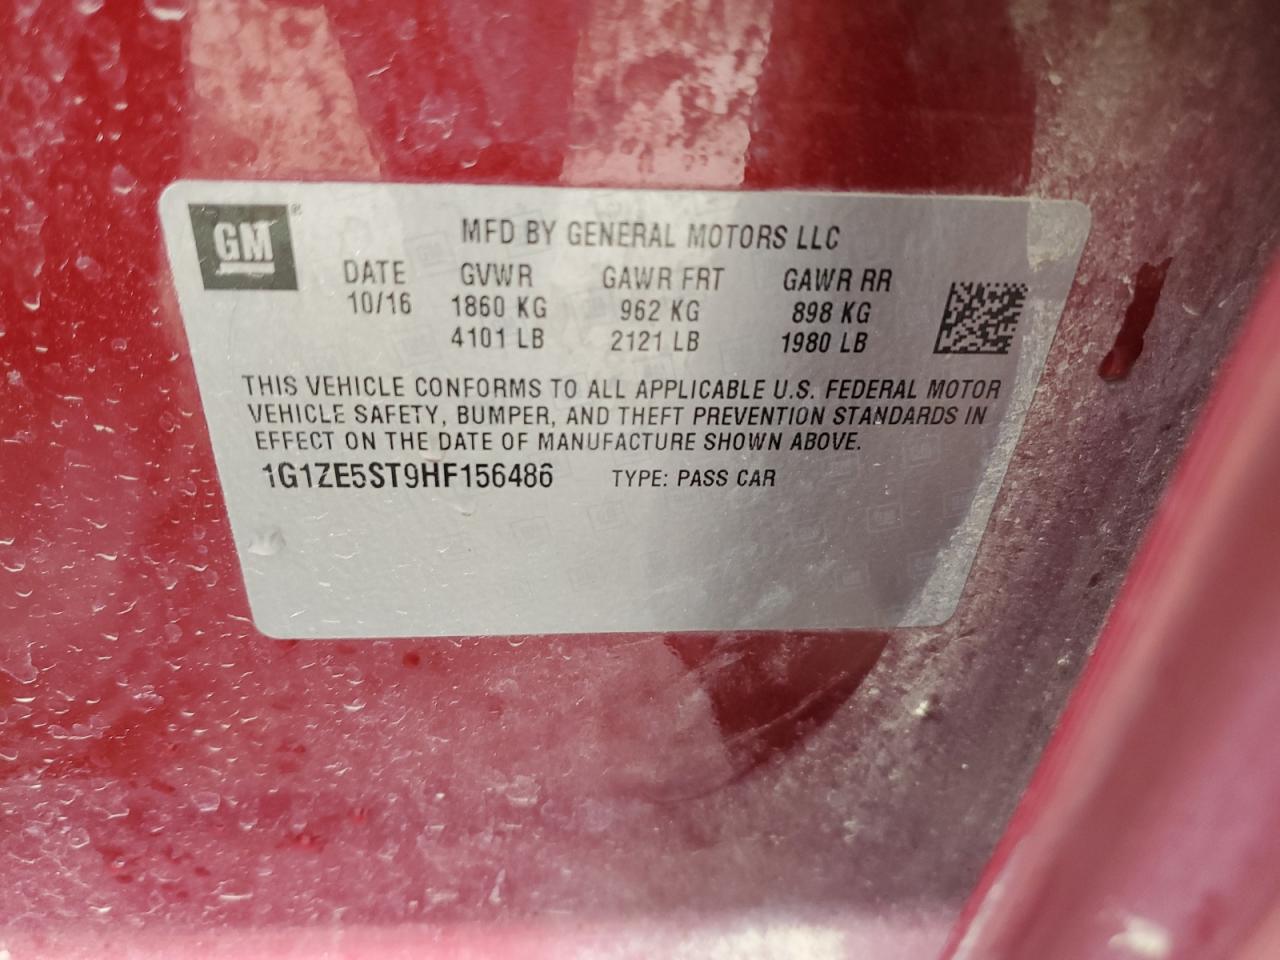 GM®
MFD BY GENERAL MOTORS LLC
DATE GVWR GAWR FRT GAWR RR
10/16 1860 KG 962 KG 898 KG
4101 LB 2121 LB 1980 LB
THIS VEHICLE CONFORMS TO ALL APPLICABLE U.S. FEDERAL MOTOR
VEHICLE SAFETY, BUMPER, AND THEFT PREVENTION STANDARDS IN
EFFECT ON THE DATE OF MANUFACTURE SHOWN ABOVE.
1G1ZE5ST9HF156486 TYPE: PASS CAR